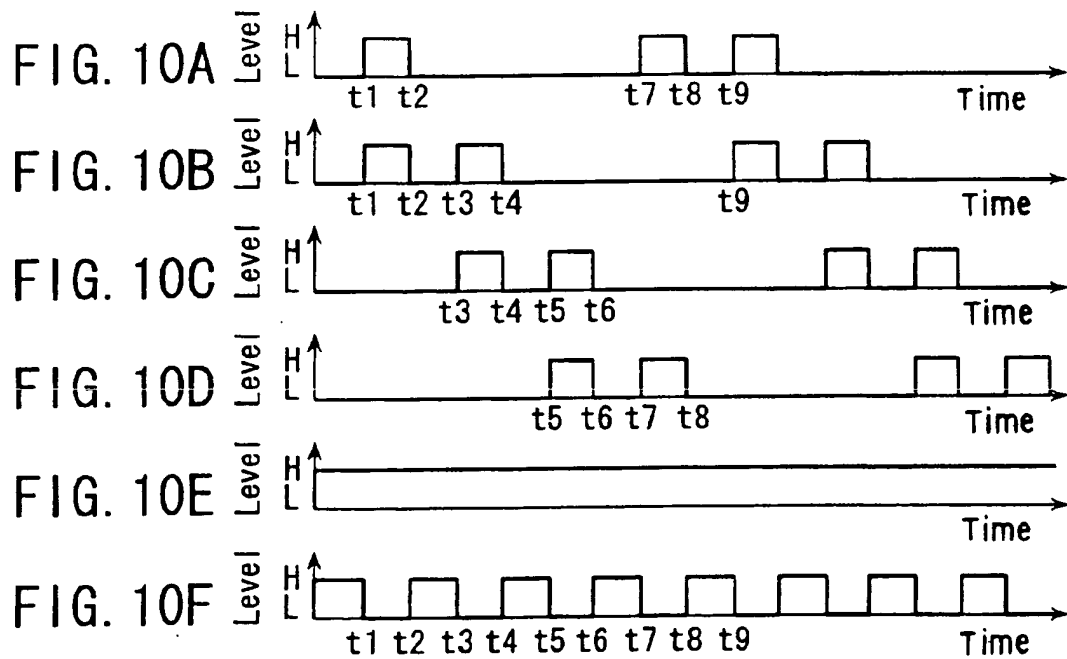 FIG. 10A Level H L t1 t2 t7 t8 t9 Time
FIG. 10B Level H L t1 t2 t3 t4 t9 Time
FIG. 10C Level H L t3 t4 t5 t6 Time
FIG. 10D Level H L t5 t6 t7 t8 Time
FIG. 10E Level H L Time
FIG. 10F Level H L t1 t2 t3 t4 t5 t6 t7 t8 t9 Time